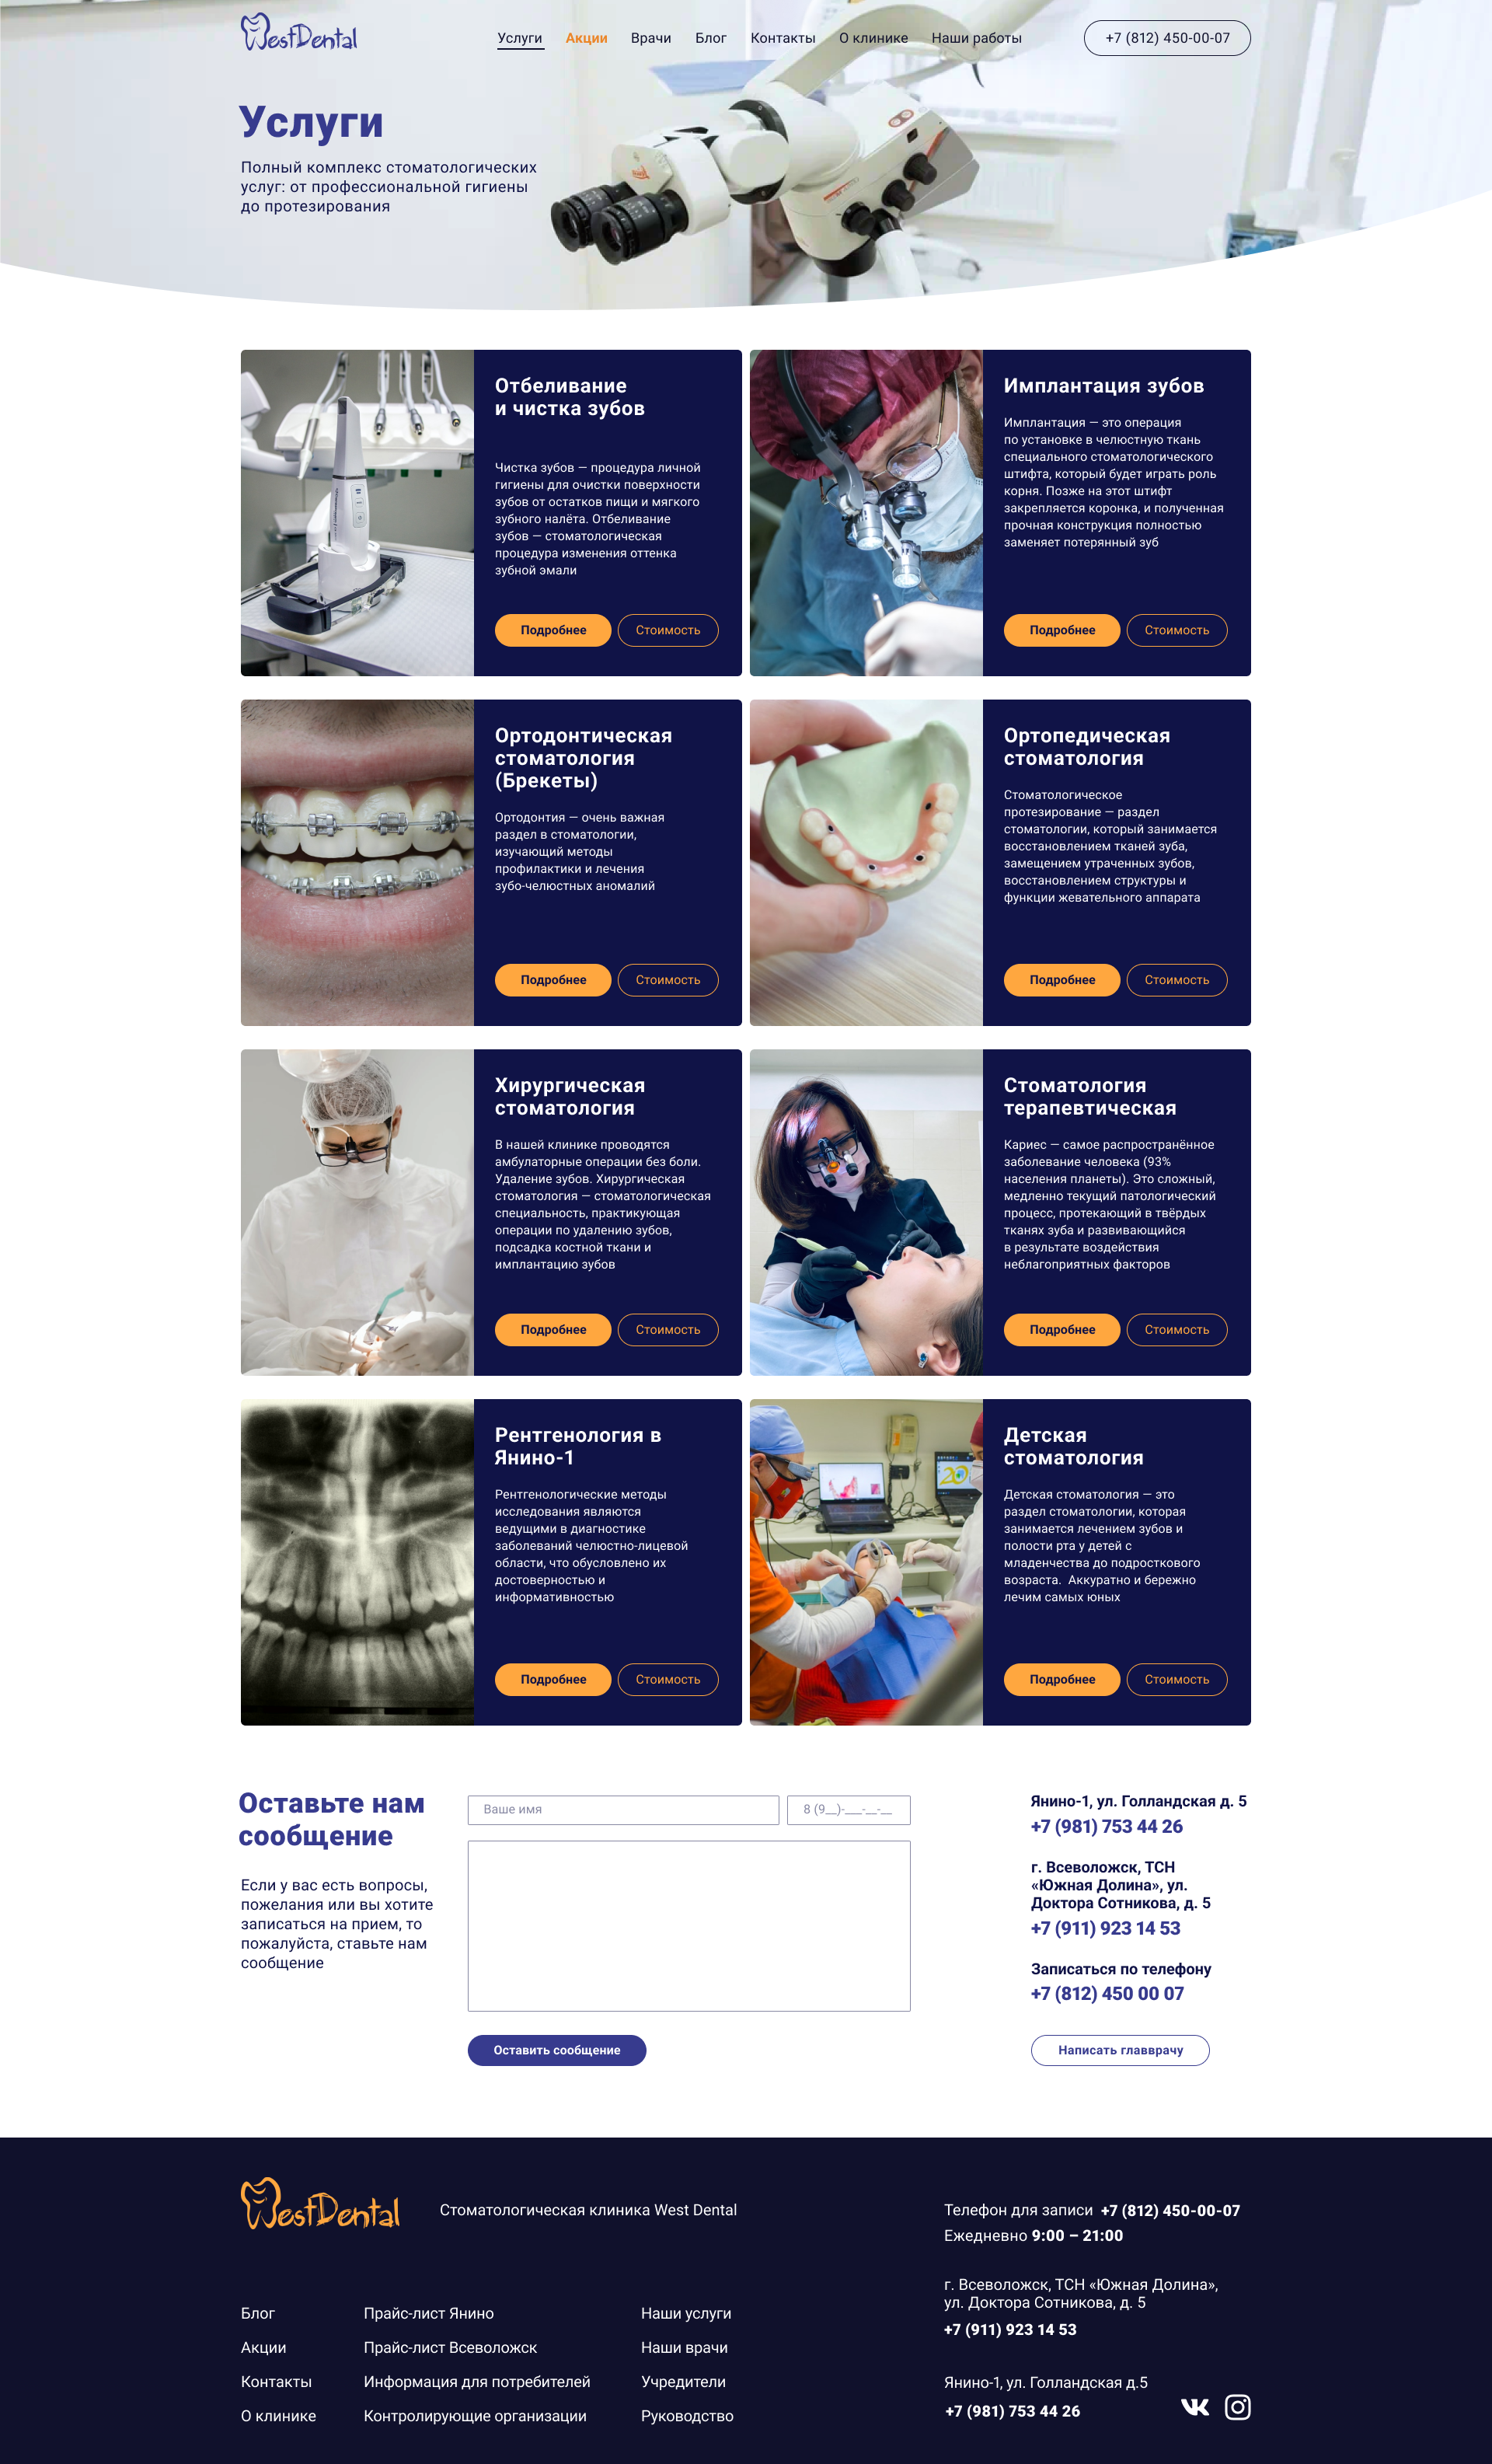 WestDental
Услуги
Акции
Врачи
Блог
Контакты
О клинике
Наши работы
+7 (812) 450-00-07
Услуги
Полный комплекс стоматологических
услуг: от профессиональной гигиены
до протезирования
Отбеливание
и чистка зубов
Чистка зубов — процедура личной
гигиены для очистки поверхности
зубов от остатков пищи и мягкого
зубного налёта. Отбеливание
зубов — стоматологическая
процедура изменения оттенка
зубной эмали
Подробнее
Стоимость
Имплантация зубов
Имплантация — это операция
по установке в челюстную ткань
специального стоматологического
штифта, который будет играть роль
корня. Позже на этот штифт
закрепляется коронка, и полученная
прочная конструкция полностью
заменяет потерянный зуб
Подробнее
Стоимость
Ортодонтическая
стоматология
(Брекеты)
Ортодонтия — очень важная
раздел в стоматологии,
изучающий методы
профилактики и лечения
зубо-челюстных аномалий
Подробнее
Стоимость
Ортопедическая
стоматология
Стоматологическое
протезирование — раздел
стоматологии, который занимается
восстановлением тканей зуба,
замещением утраченных зубов,
восстановлением структуры и
функции жевательного аппарата
Подробнее
Стоимость
Хирургическая
стоматология
В нашей клинике проводятся
амбулаторные операции без боли.
Удаление зубов. Хирургическая
стоматология — стоматологическая
специальность, практикующая
операции по удалению зубов,
подсадка костной ткани и
имплантацию зубов
Подробнее
Стоимость
Стоматология
терапевтическая
Кариес — самое распространённое
заболевание человека (93%
населения планеты). Это сложный,
медленно текущий патологический
процесс, протекающий в твёрдых
тканях зуба и развивающийся
в результате воздействия
неблагоприятных факторов
Подробнее
Стоимость
Рентгенология в
Янино-1
Рентгенологические методы
исследования являются
ведущими в диагностике
заболеваний челюстно-лицевой
области, что обусловлено их
достоверностью и
информативностью
Подробнее
Стоимость
20
Детская
стоматология
Детская стоматология — это
раздел стоматологии, которая
занимается лечением зубов и
полости рта у детей с
младенчества до подросткового
возраста.  Аккуратно и бережно
лечим самых юных
Подробнее
Стоимость
Оставьте нам
сообщение
Если у вас есть вопросы,
пожелания или вы хотите
записаться на прием, то
пожалуйста, ставьте нам
сообщение
Ваше имя
8 (9__)-___-__-__
Оставить сообщение
Янино-1, ул. Голландская д. 5
+7 (981) 753 44 26
г. Всеволожск, ТСН
«Южная Долина», ул.
Доктора Сотникова, д. 5
+7 (911) 923 14 53
Записаться по телефону
+7 (812) 450 00 07
Написать главврачу
WestDental
Стоматологическая клиника West Dental
Телефон для записи +7 (812) 450-00-07
Ежедневно 9:00 – 21:00
г. Всеволожск, ТСН «Южная Долина»,
ул. Доктора Сотникова, д. 5
+7 (911) 923 14 53
Янино-1, ул. Голландская д.5
+7 (981) 753 44 26
Блог
Акции
Контакты
О клинике
Прайс-лист Янино
Прайс-лист Всеволожск
Информация для потребителей
Контролирующие организации
Наши услуги
Наши врачи
Учредители
Руководство